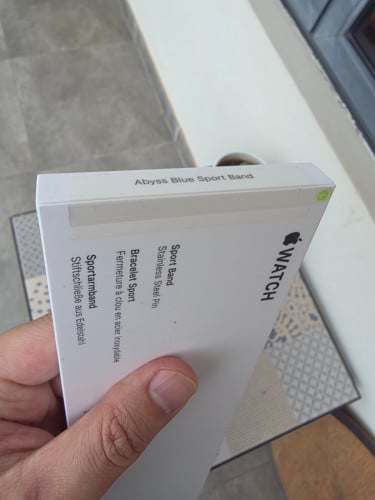 Abyss Blue Sport Band
WATCH
Sport Band
Stainless Steel Pin
Bracelet Sport
Fermeture à clou en acier inoxydable
Sportarmband
Stiftschließe aus Edelstahl